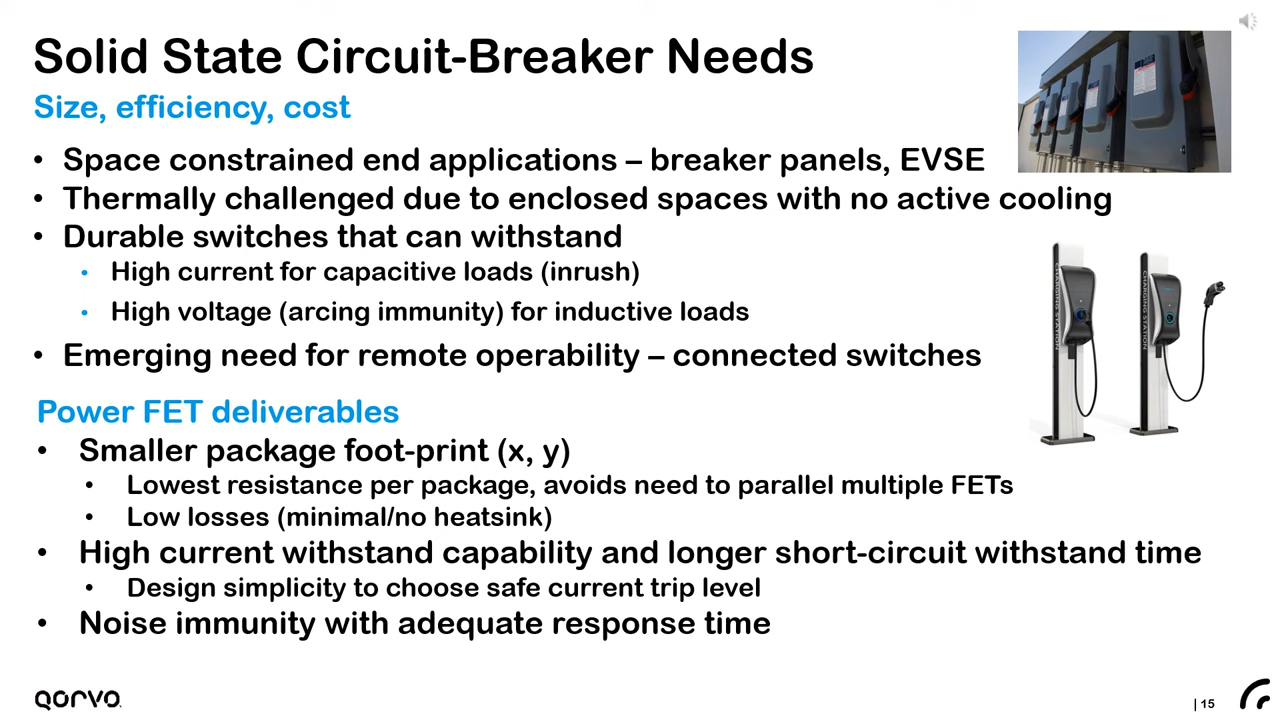 Solid State Circuit-Breaker Needs
Size, efficiency, cost
• Space constrained end applications – breaker panels, EVSE
• Thermally challenged due to enclosed spaces with no active cooling
• Durable switches that can withstand
• High current for capacitive loads (inrush)
• High voltage (arcing immunity) for inductive loads
• Emerging need for remote operability – connected switches
CHARGING STATION
CHARGING STATION
Power FET deliverables
• Smaller package foot-print (x, y)
• Lowest resistance per package, avoids need to parallel multiple FETs
• Low losses (minimal/no heatsink)
• High current withstand capability and longer short-circuit withstand time
• Design simplicity to choose safe current trip level
• Noise immunity with adequate response time
QORVO
| 15